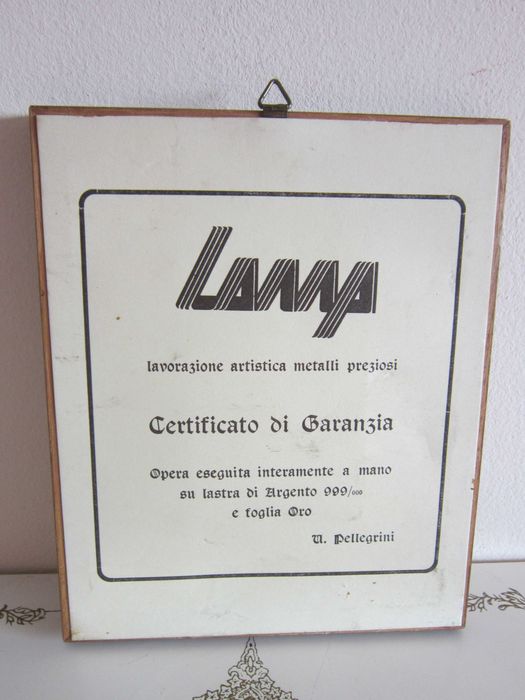 Lamp
lavorazione artistica metalli preziosi
Certificato di Garanzia
Opera eseguita interamente a mano
su lastra di Argento 999/000
e foglia Oro
U. Pellegrini